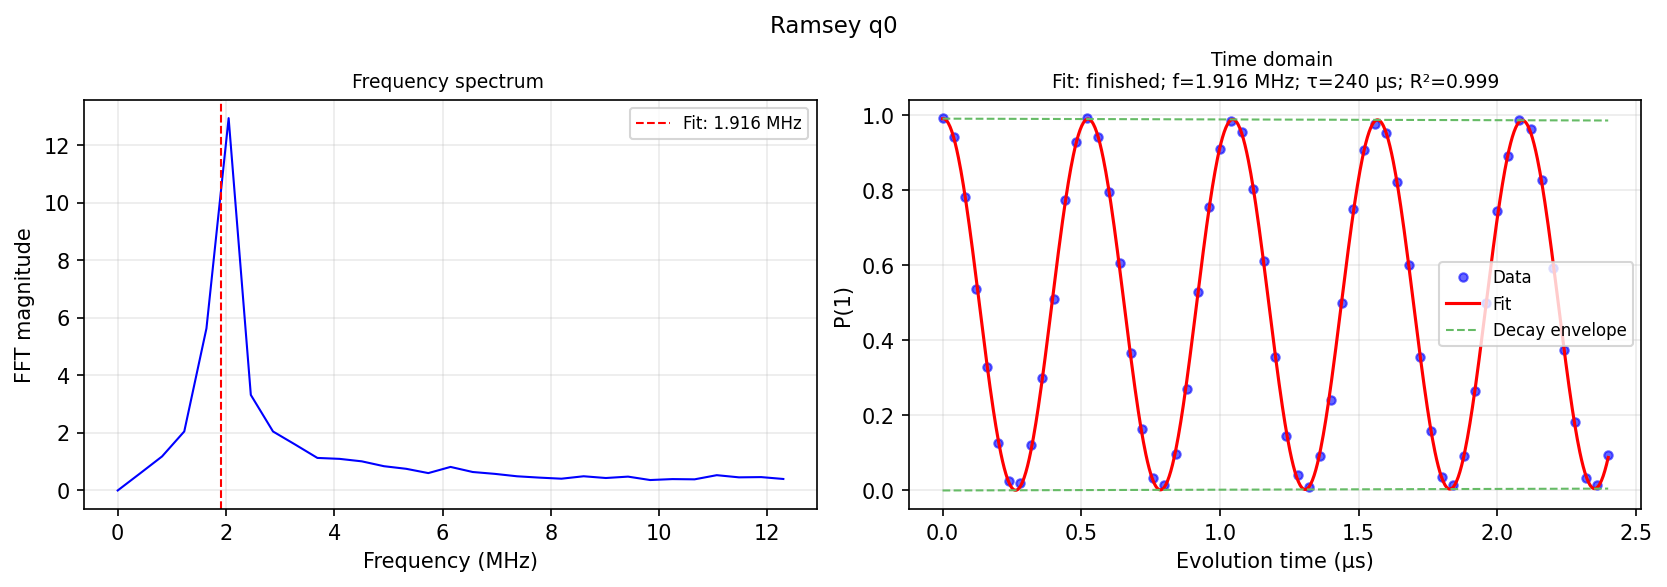 Ramsey q0
Frequency spectrum
Fit: 1.916 MHz
FFT magnitude
12
10
8
6
4
2
0
0
2
4
6
8
10
12
Frequency (MHz)
Time domain
Fit: finished; f=1.916 MHz; τ=240 µs; R²=0.999
P(1)
1.0
0.8
0.6
0.4
0.2
0.0
Data
Fit
Decay envelope
0.0
0.5
1.0
1.5
2.0
2.5
Evolution time (µs)